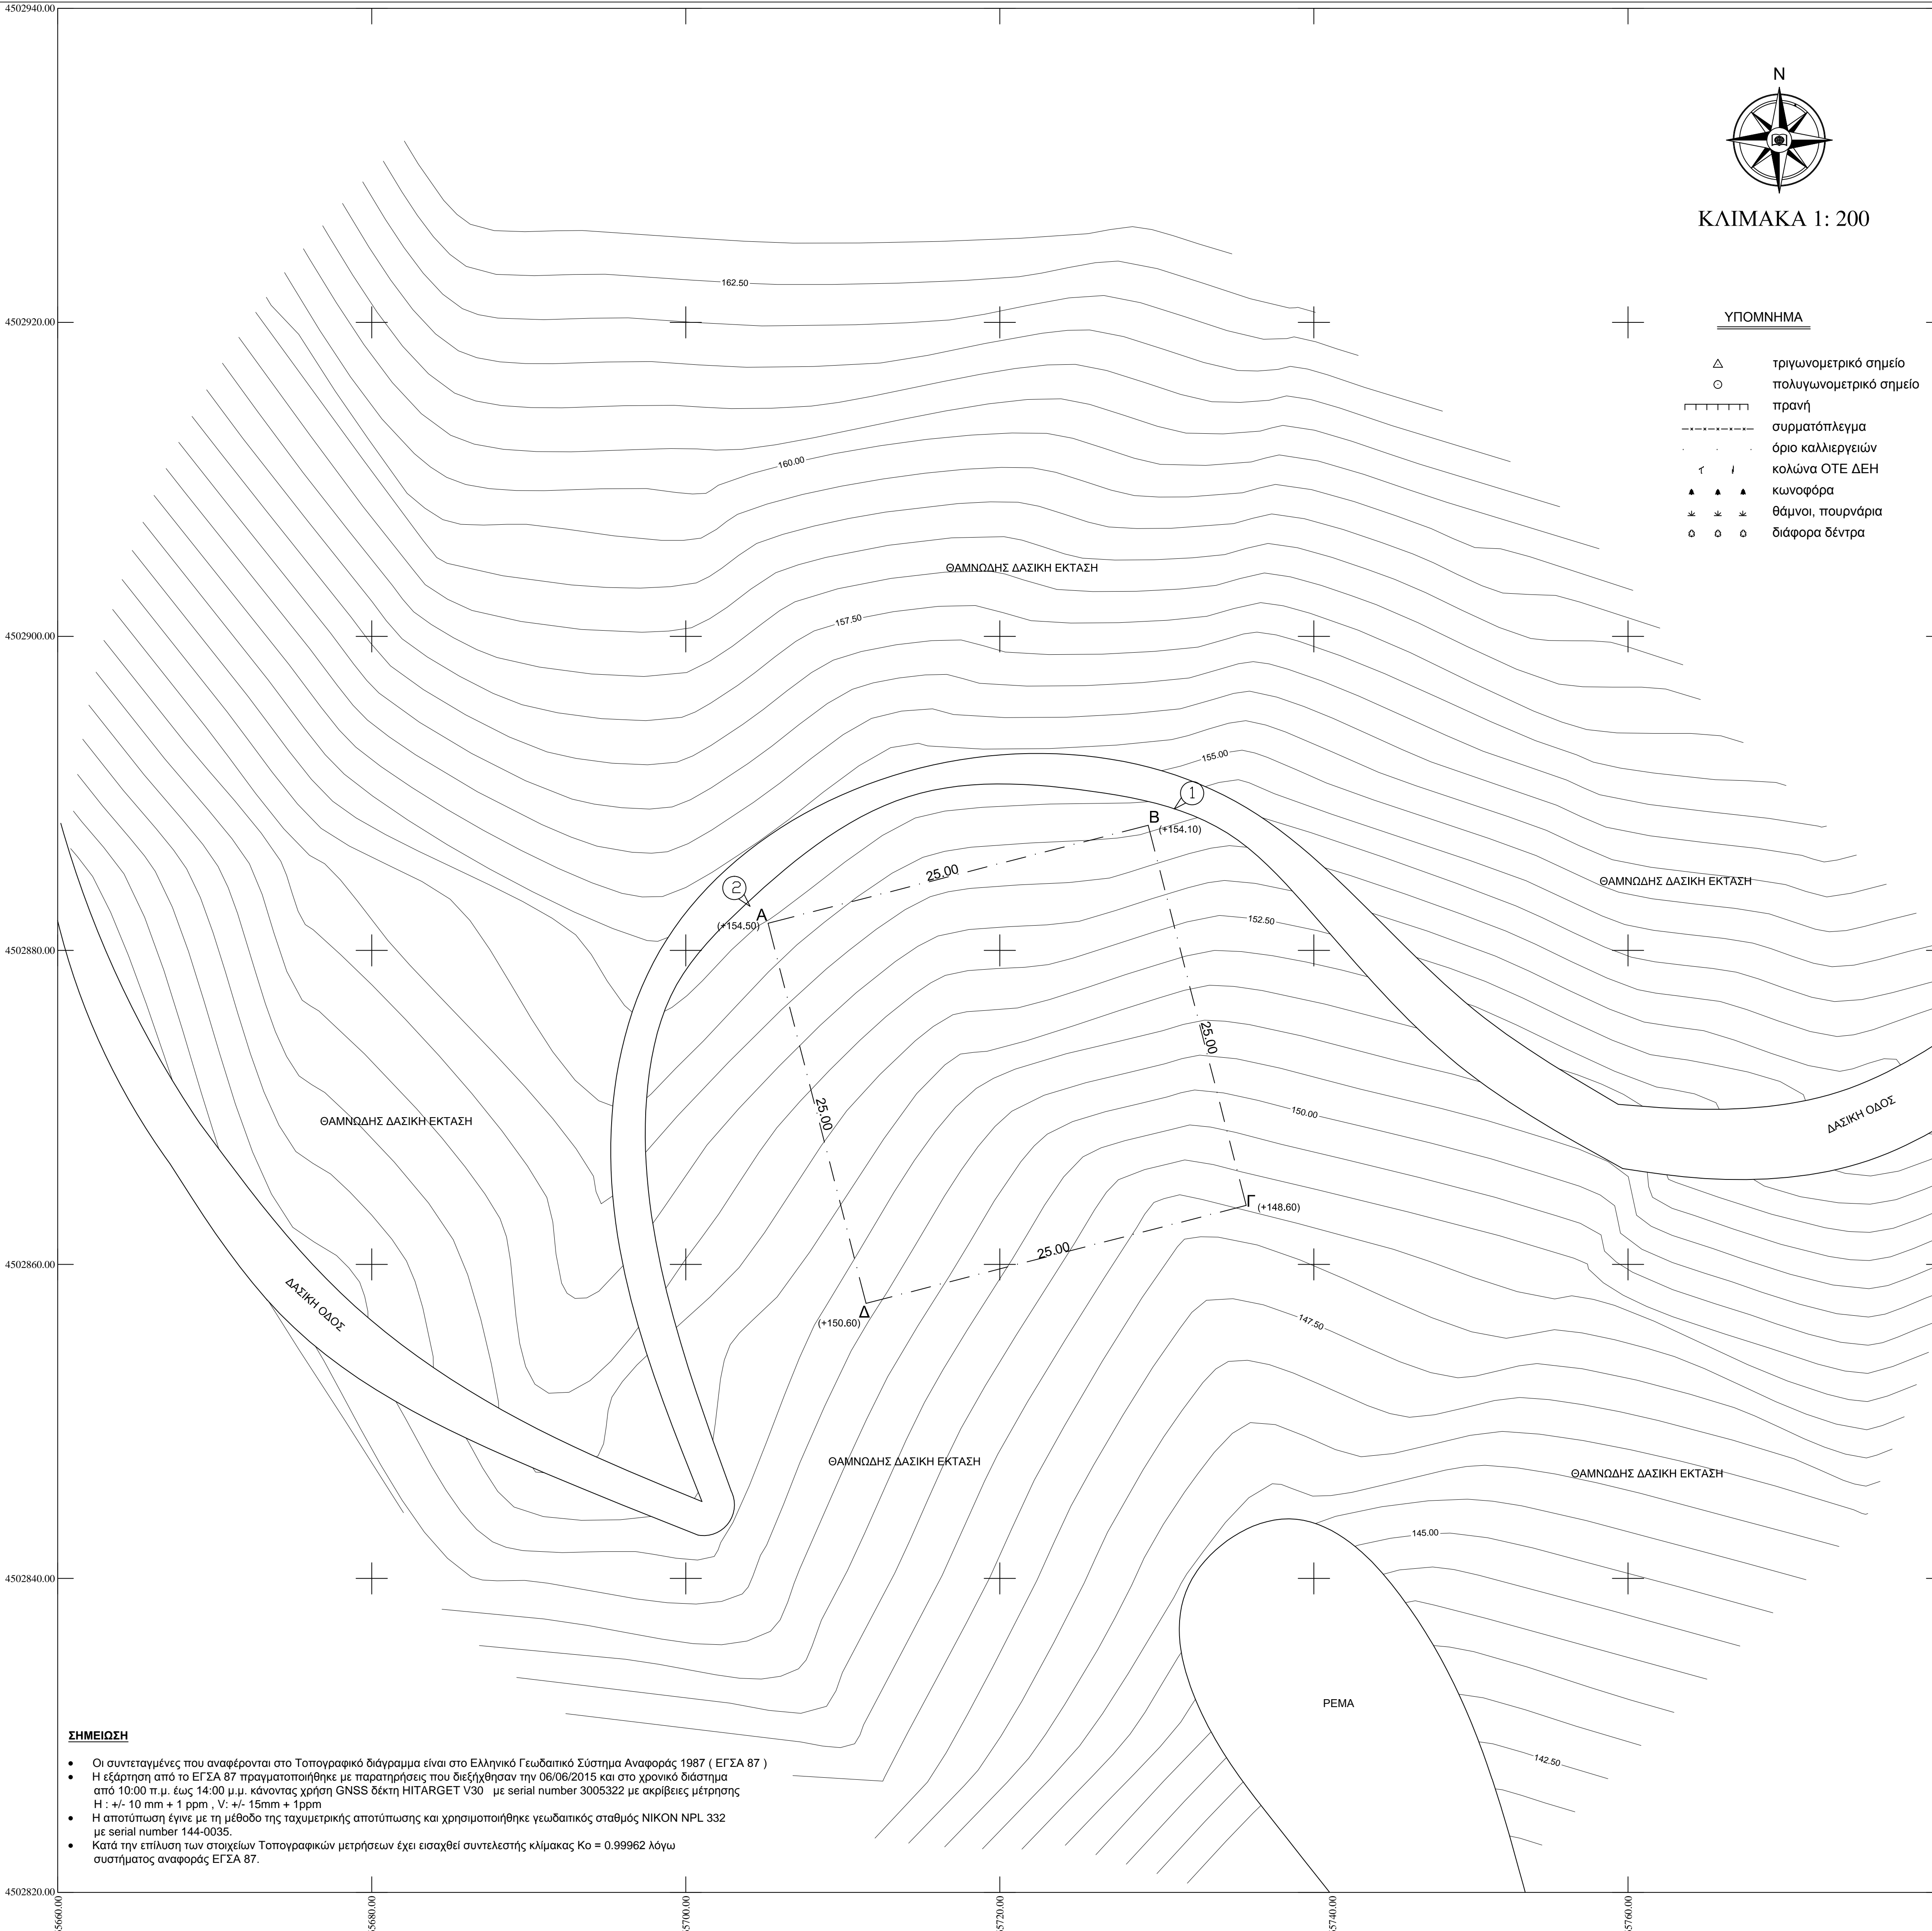 4502940.00
N
ΚΛΙΜΑΚΑ 1: 200
162.50
4502920.00
ΥΠΟΜΝΗΜΑ
τριγωνομετρικό σημείο
πολυγωνομετρικό σημείο
πρανή
συρματόπλεγμα
όριο καλλιεργειών
κολώνα ΟΤΕ ΔΕΗ
κωνοφόρα
θάμνοι, πουρνάρια
διάφορα δέντρα
160.00
ΘΑΜΝΩΔΗΣ ΔΑΣΙΚΗ ΕΚΤΑΣΗ
157.50
4502900.00
155.00
1
Β
(+154.10)
25.00
ΘΑΜΝΩΔΗΣ ΔΑΣΙΚΗ ΕΚΤΑΣΗ
2
Α
(+154.50)
152.50
4502880.00
25.00
25.00
150.00
ΔΑΣΙΚΗ ΟΔΟΣ
ΘΑΜΝΩΔΗΣ ΔΑΣΙΚΗ ΕΚΤΑΣΗ
Γ
(+148.60)
25.00
4502860.00
ΔΑΣΙΚΗ ΟΔΟΣ
Δ
(+150.60)
147.50
ΘΑΜΝΩΔΗΣ ΔΑΣΙΚΗ ΕΚΤΑΣΗ
ΘΑΜΝΩΔΗΣ ΔΑΣΙΚΗ ΕΚΤΑΣΗ
145.00
4502840.00
ΡΕΜΑ
142.50
ΣΗΜΕΙΩΣΗ
• Οι συντεταγμένες που αναφέρονται στο Τοπογραφικό διάγραμμα είναι στο Ελληνικό Γεωδαιτικό Σύστημα Αναφοράς 1987 ( ΕΓΣΑ 87 )
• Η εξάρτηση από το ΕΓΣΑ 87 πραγματοποιήθηκε με παρατηρήσεις που διεξήχθησαν την 06/06/2015 και στο χρονικό διάστημα
από 10:00 π.μ. έως 14:00 μ.μ. κάνοντας χρήση GNSS δέκτη HITARGET V30 με serial number 3005322 με ακρίβειες μέτρησης
H : +/- 10 mm + 1 ppm , V: +/- 15mm + 1ppm
• Η αποτύπωση έγινε με τη μέθοδο της ταχυμετρικής αποτύπωσης και χρησιμοποιήθηκε γεωδαιτικός σταθμός NIKON NPL 332
με serial number 144-0035.
• Κατά την επίλυση των στοιχείων Τοπογραφικών μετρήσεων έχει εισαχθεί συντελεστής κλίμακας Κο = 0.99962 λόγω
συστήματος αναφοράς ΕΓΣΑ 87.
4502820.00
5660.00
5680.00
5700.00
5720.00
5740.00
5760.00